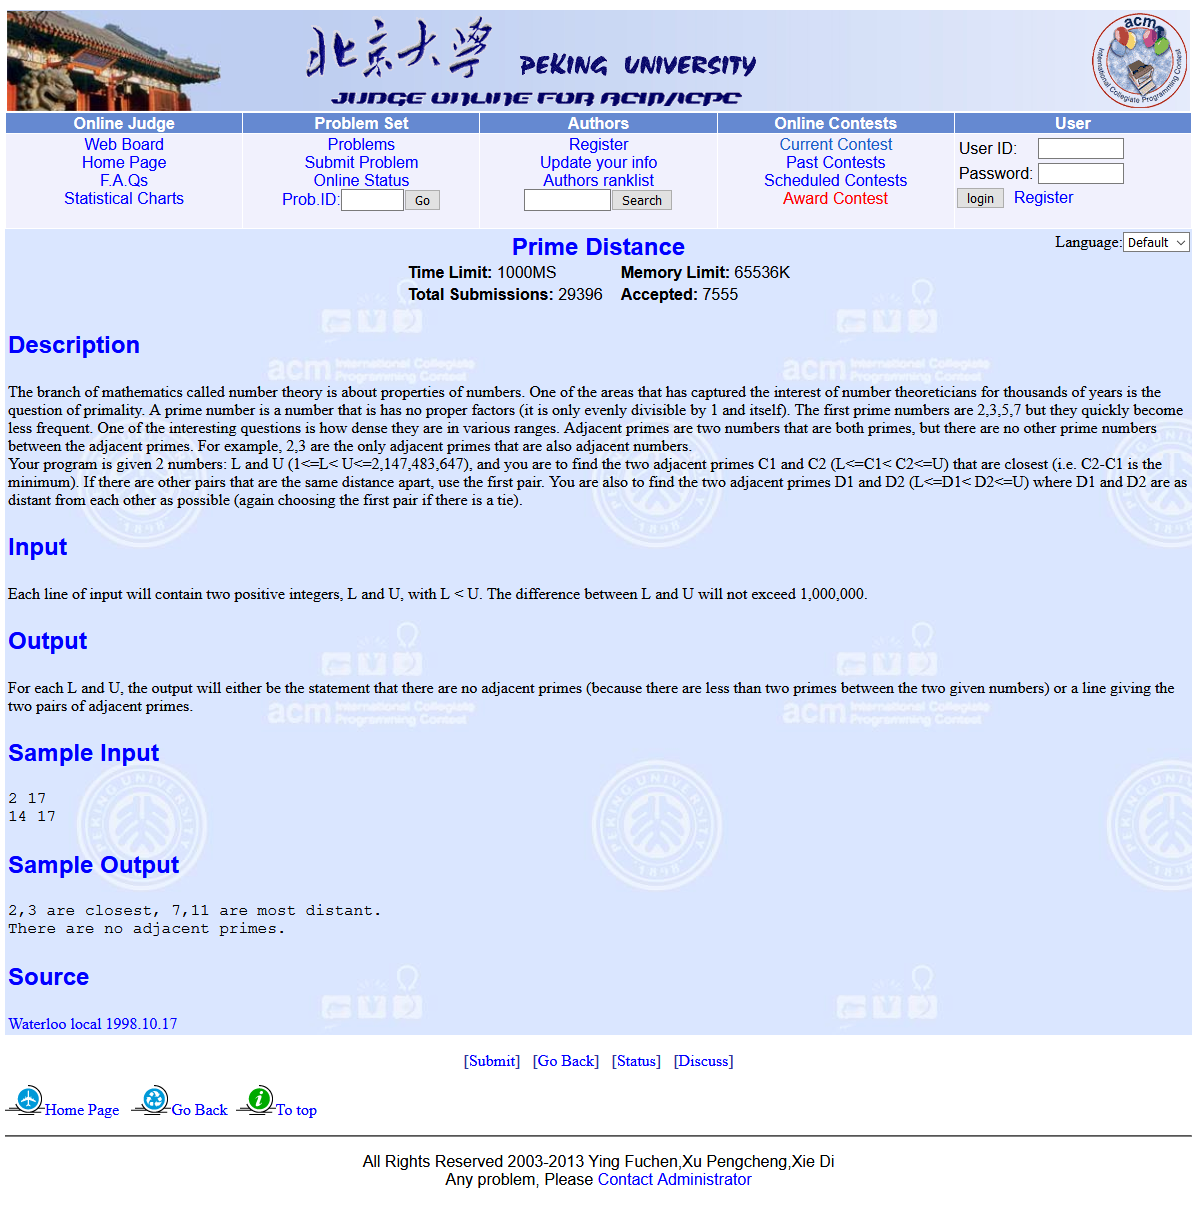 北京大学 PEKING UNIVERSITY
JUDGE ONLINE FOR ACM/ICPC
acm
International Collegiate Programming Contest
Online Judge Problem Set Authors Online Contests User
Web Board Problems Register Current Contest User ID:
Home Page Submit Problem Update your info Past Contests
F.A.Qs Online Status Authors ranklist Scheduled Contests Password:
Statistical Charts Prob.ID: Go Search Award Contest login Register
Language: Default
Prime Distance
Time Limit: 1000MS Memory Limit: 65536K
Total Submissions: 29396 Accepted: 7555
Description
The branch of mathematics called number theory is about properties of numbers. One of the areas that has captured the interest of number theoreticians for thousands of years is the
question of primality. A prime number is a number that is has no proper factors (it is only evenly divisible by 1 and itself). The first prime numbers are 2,3,5,7 but they quickly become
less frequent. One of the interesting questions is how dense they are in various ranges. Adjacent primes are two numbers that are both primes, but there are no other prime numbers
between the adjacent primes. For example, 2,3 are the only adjacent primes that are also adjacent numbers.
Your program is given 2 numbers: L and U (1<=L< U<=2,147,483,647), and you are to find the two adjacent primes C1 and C2 (L<=C1< C2<=U) that are closest (i.e. C2-C1 is the
minimum). If there are other pairs that are the same distance apart, use the first pair. You are also to find the two adjacent primes D1 and D2 (L<=D1< D2<=U) where D1 and D2 are as
distant from each other as possible (again choosing the first pair if there is a tie).
Input
Each line of input will contain two positive integers, L and U, with L < U. The difference between L and U will not exceed 1,000,000.
Output
For each L and U, the output will either be the statement that there are no adjacent primes (because there are less than two primes between the two given numbers) or a line giving the
two pairs of adjacent primes.
Sample Input
2 17
14 17
Sample Output
2,3 are closest, 7,11 are most distant.
There are no adjacent primes.
Source
Waterloo local 1998.10.17
[Submit] [Go Back] [Status] [Discuss]
Home Page Go Back To top
All Rights Reserved 2003-2013 Ying Fuchen,Xu Pengcheng,Xie Di
Any problem, Please Contact Administrator